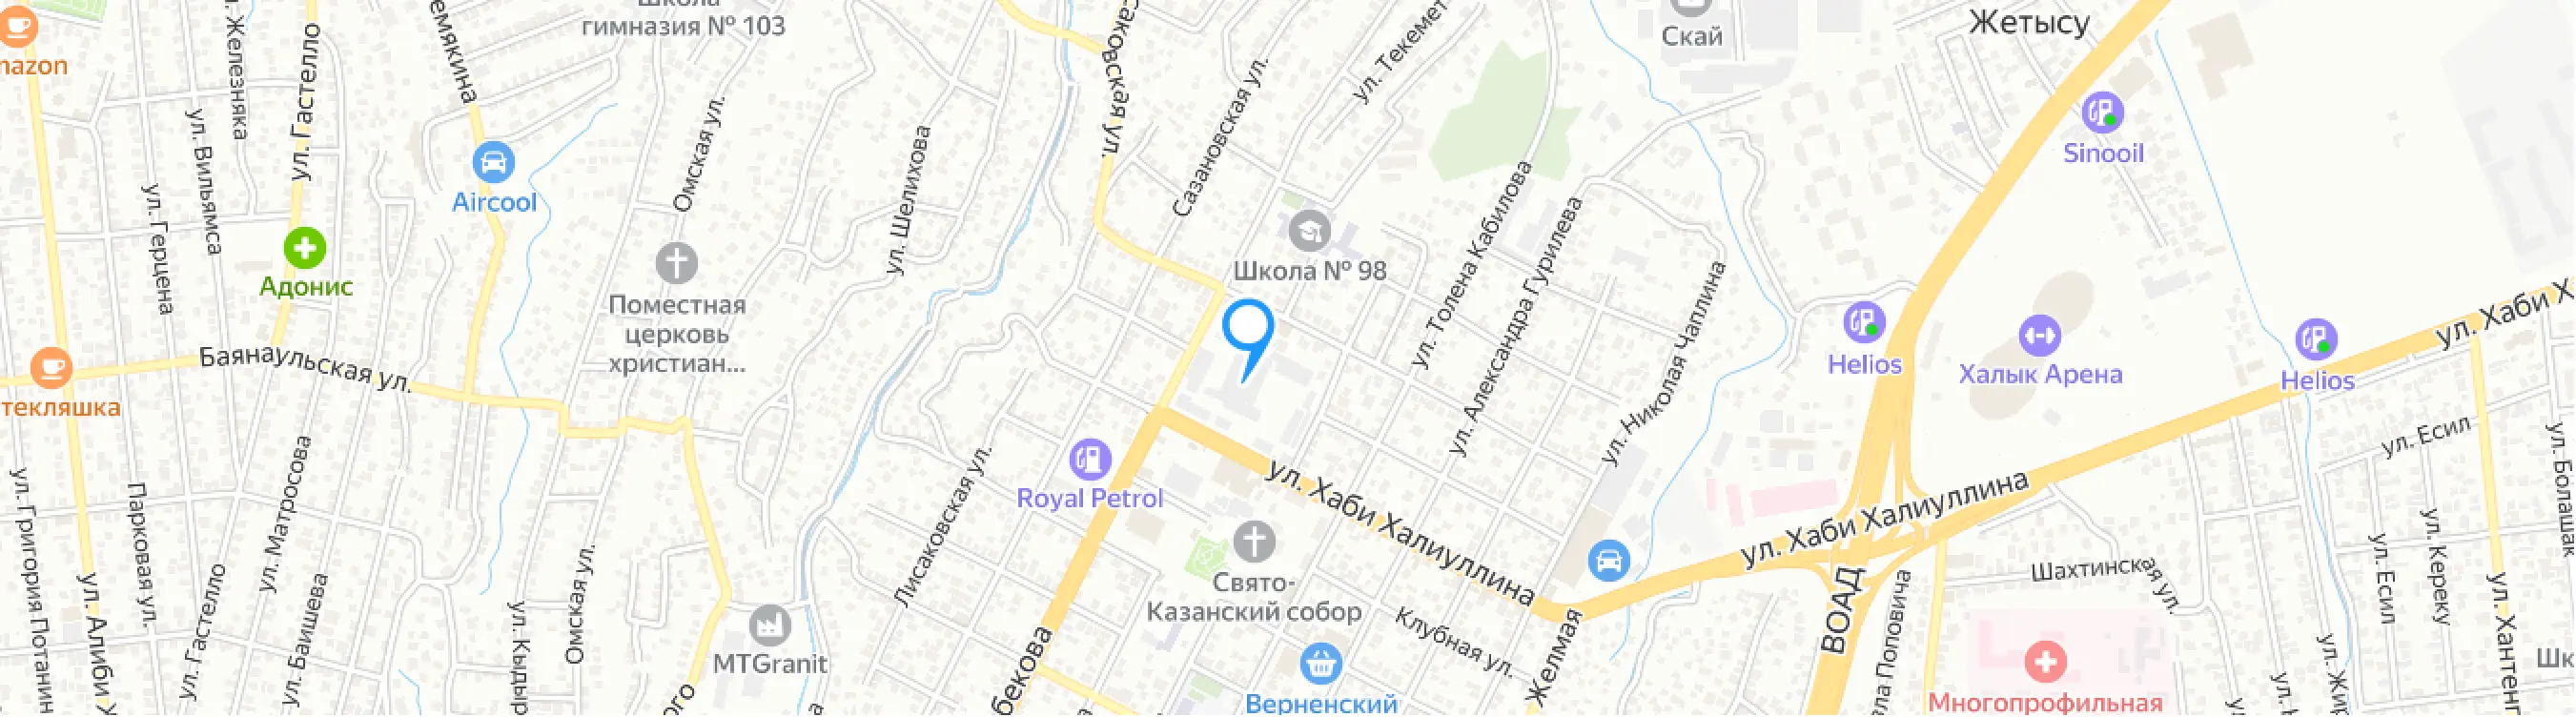 mazon
ул. Железняка
ул. Гастелло
ул. Вильямса
ул. Герцена
Школа
гимназия № 103
Омская ул.
ул. Шелихова
Aircool
Адонис
Поместная
церковь
христиан...
Баянаульская ул.
текляшка
Сазановская ул.
ул. Текемет
Скай
Жетысу
Sinooil
Школа № 98
ул. Толена Кабилова
ул. Александра Гурилева
ул. Николая Чаплина
Helios
Халык Арена
Helios
ул. Хаби Х
ул. Есил
ул. Болашак
Royal Petrol
Лисаковская ул.
ул. Хаби Халиуллина
ул. Хаби Халиуллина
Свято-
Казанский собор
Клубная ул.
Желмая
Верненский
ВОАД
Шахтинская ул.
ул. Есил
ул. Кереку
ул. Хантенг
Многопрофильная
ул. Григория Потанин
ул. Алиби
Парковая ул.
ул. Матросова
ул. Гастелло
ул. Баишева
ул. Кыдыр
Омская ул.
MTGranit
бекова
ого
ла Поповича
ул. Жир
Шк